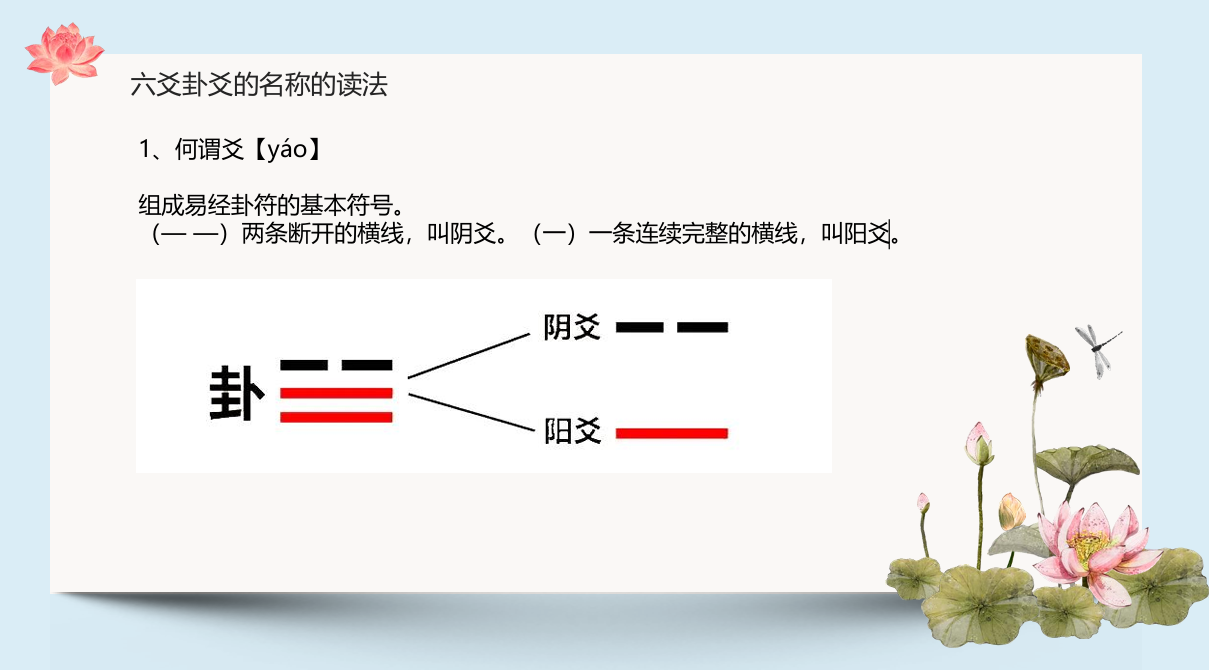 六爻卦爻的名称的读法
1、何谓爻【yáo】
组成易经卦符的基本符号。
（— —）两条断开的横线，叫阴爻。（一）一条连续完整的横线，叫阳爻。
阴爻
卦
阳爻